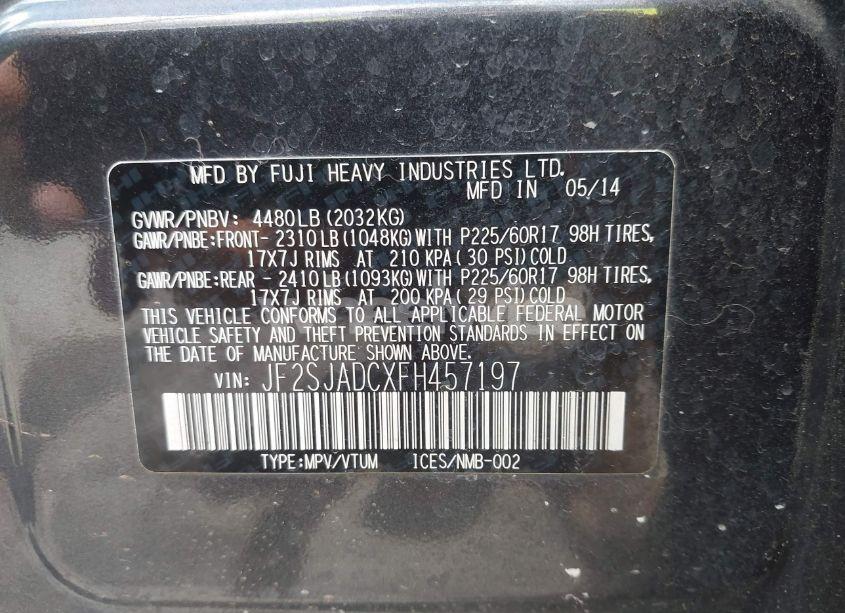 MFD BY FUJI HEAVY INDUSTRIES LTD.
MFD IN 05/14
GVWR/PNBV: 4480LB (2032KG)
GAWR/PNBE:FRONT- 2310LB (1048KG) WITH P225/60R17 98H TIRES,
17X7J RIMS AT 210 KPA ( 30 PSI) COLD
GAWR/PNBE:REAR - 2410LB (1093KG) WITH P225/60R17 98H TIRES,
17X7J RIMS AT 200 KPA ( 29 PSI) COLD
THIS VEHICLE CONFORMS TO ALL APPLICABLE FEDERAL MOTOR
VEHICLE SAFETY AND THEFT PREVENTION STANDARDS IN EFFECT ON
THE DATE OF MANUFACTURE SHOWN ABOVE.
VIN: JF2SJADCXFH457197
TYPE:MPV/VTUM ICES/NMB-002